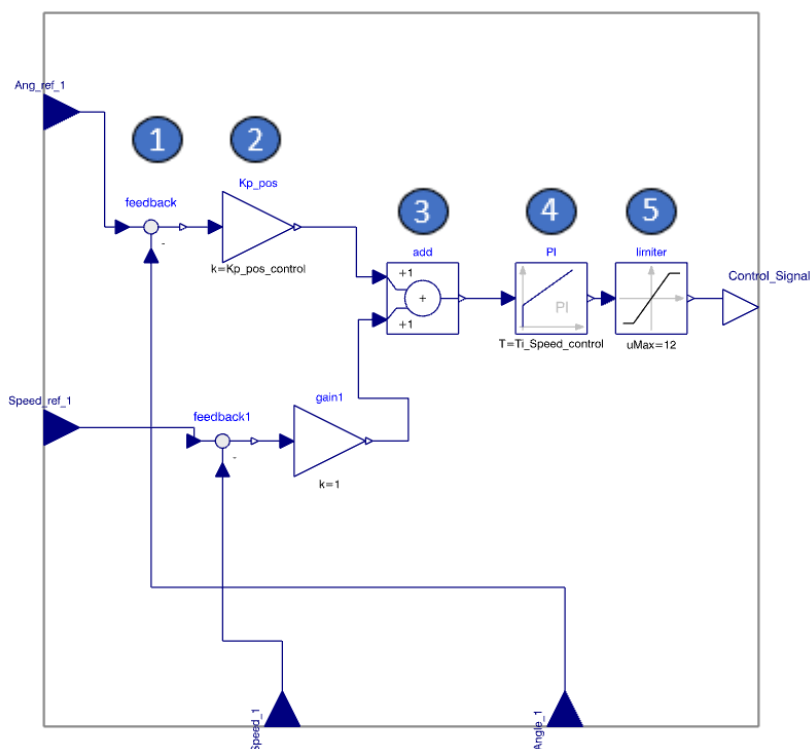 Ang_ref_1
1
2
feedback
-
Kp_pos
k=Kp_pos_control
3
4
5
add
+1
+
+1
PI
PI
T=Ti_Speed_control
limiter
uMax=12
Control_Signal
Speed_ref_1
feedback1
-
gain1
k=1
Speed_1
Angle_1